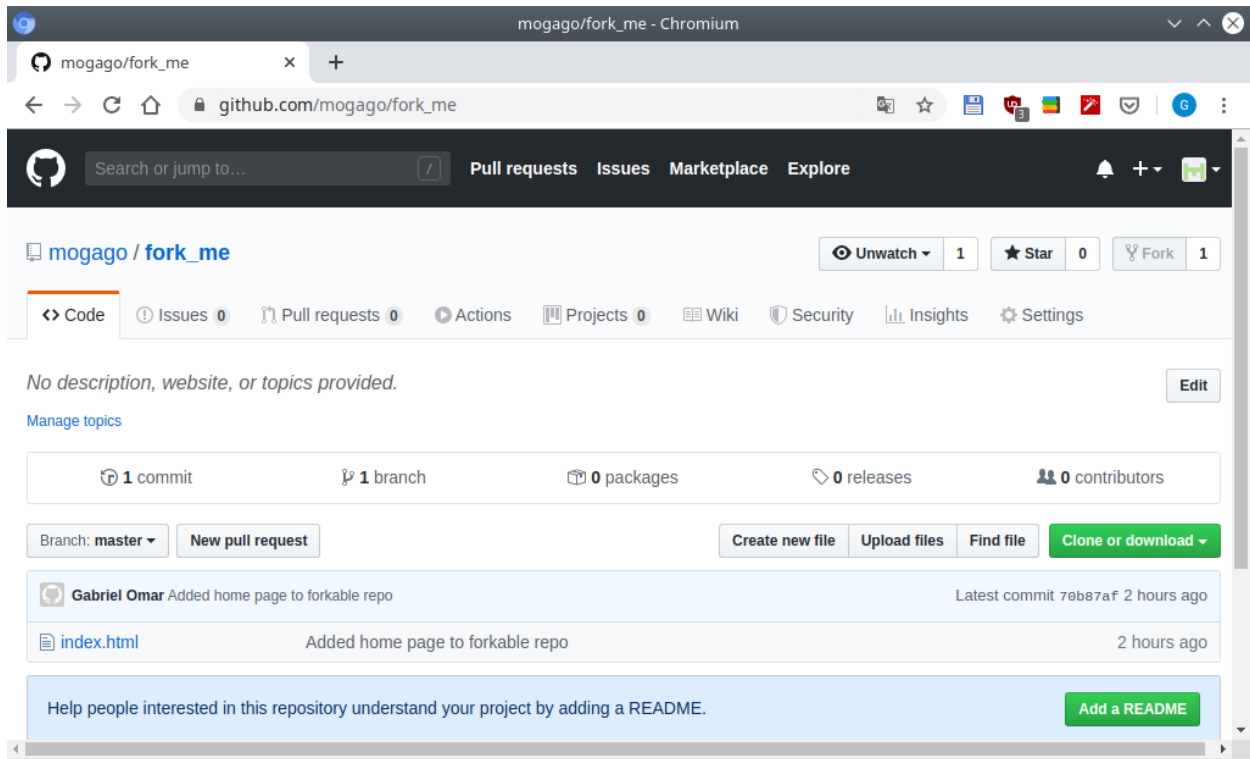 mogago/fork_me - Chromium
mogago/fork_me
github.com/mogago/fork_me
3
G
Search or jump to… / Pull requests Issues Marketplace Explore
mogago / fork_me Unwatch 1 Star 0 Fork 1
Code Issues 0 Pull requests 0 Actions Projects 0 Wiki Security Insights Settings
No description, website, or topics provided. Edit
Manage topics
1 commit 1 branch 0 packages 0 releases 0 contributors
Branch: master New pull request Create new file Upload files Find file Clone or download
Gabriel Omar Added home page to forkable repo Latest commit 70b87af 2 hours ago
index.html Added home page to forkable repo 2 hours ago
Help people interested in this repository understand your project by adding a README. Add a README